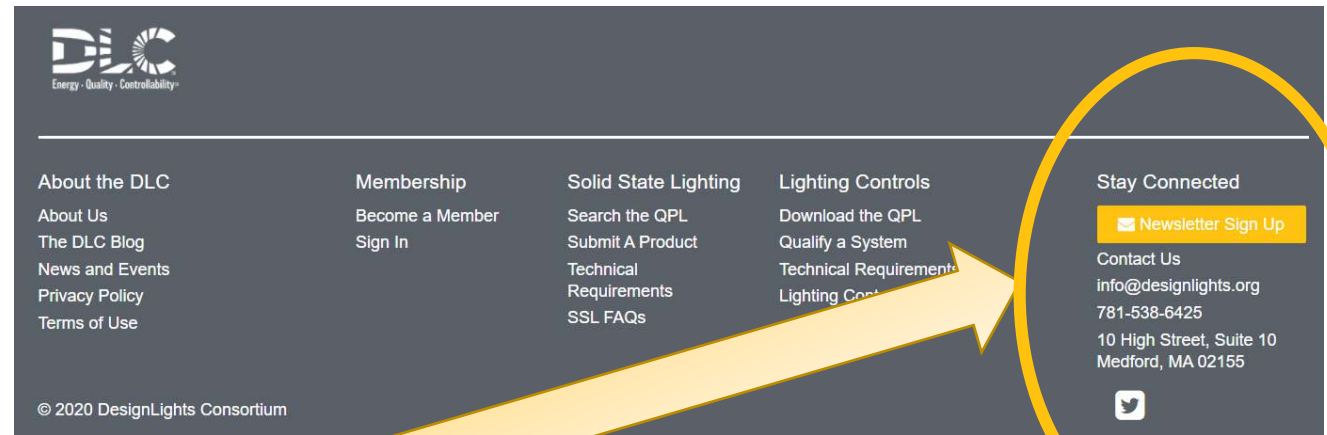 DLC
Energy · Quality · Controllability
About the DLC
About Us
The DLC Blog
News and Events
Privacy Policy
Terms of Use
Membership
Become a Member
Sign In
Solid State Lighting
Search the QPL
Submit A Product
Technical
Requirements
SSL FAQs
Lighting Controls
Download the QPL
Qualify a System
Technical Requirements
Lighting
Stay Connected
Newsletter Sign Up
Contact Us
info@designlights.org
781-538-6425
10 High Street, Suite 10
Medford, MA 02155
© 2020 DesignLights Consortium